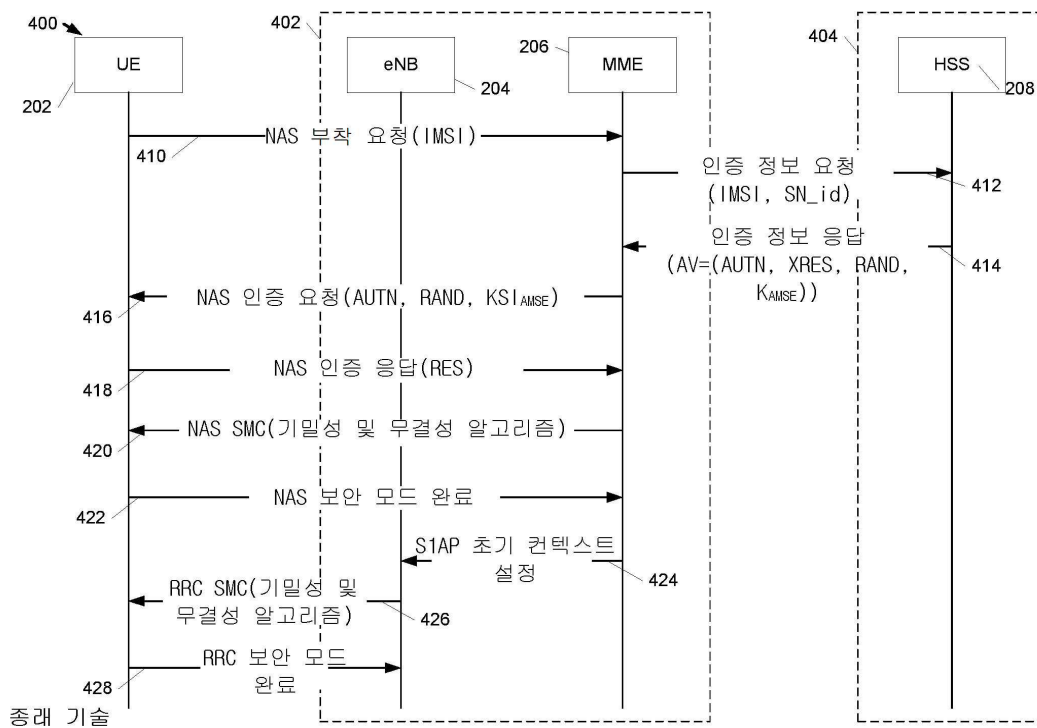 400
402
404
UE
202
eNB
204
206
MME
HSS
208
NAS 부착 요청(IMSI)
410
인증 정보 요청
(IMSI, SN_id)
412
인증 정보 응답
(AV=(AUTN, XRES, RAND,
KAMSE))
414
NAS 인증 요청(AUTN, RAND, KSIAMSE)
416
NAS 인증 응답(RES)
418
NAS SMC(기밀성 및 무결성 알고리즘)
420
NAS 보안 모드 완료
422
S1AP 초기 컨텍스트
설정
424
RRC SMC(기밀성 및
무결성 알고리즘)
426
RRC 보안 모드
완료
428
종래 기술